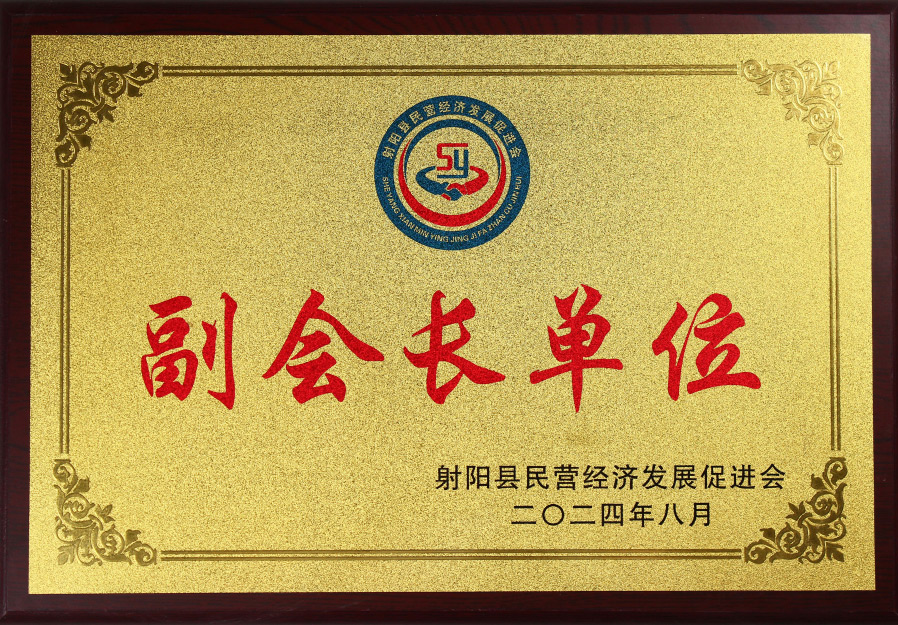 射阳县民营经济发展促进会
SY
SHE YANG XIAN MIN YING JING JI FA ZHAN CU JIN HUI
副会长单位
射阳县民营经济发展促进会
二〇二四年八月